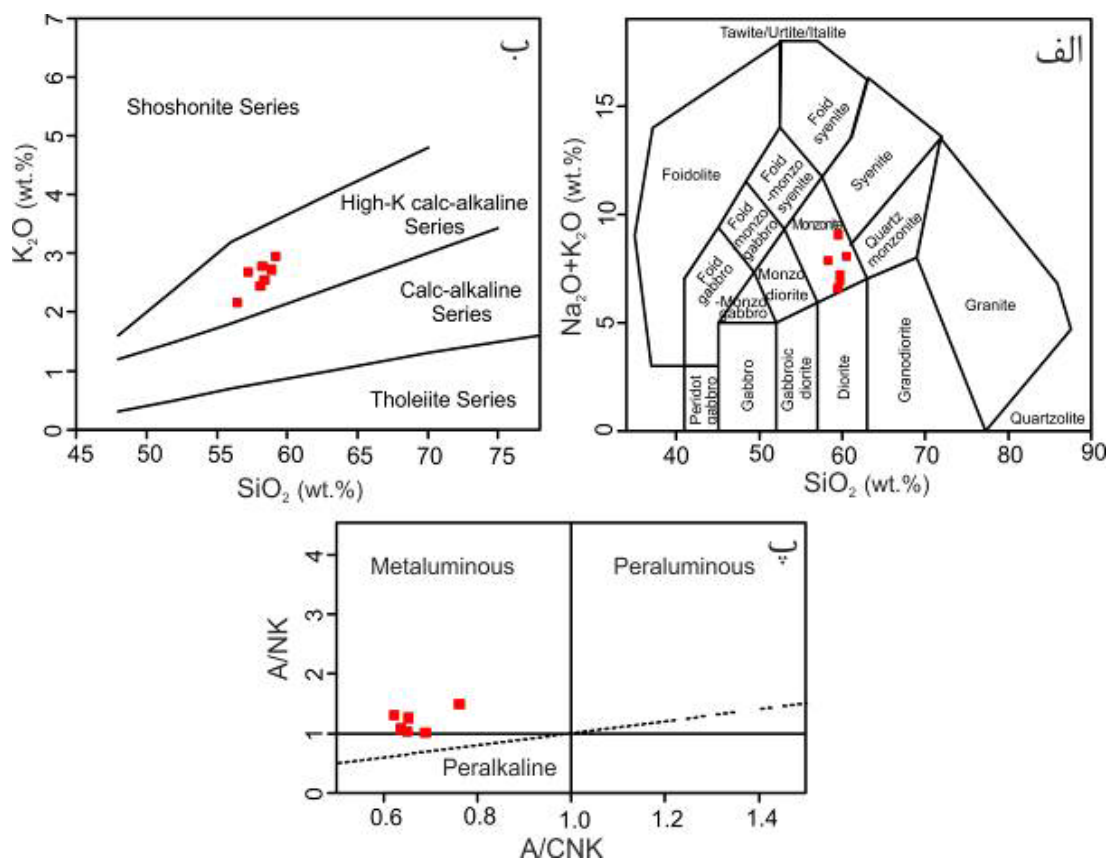 ب
7
6
5
4
3
2
1
0
K₂O (wt.%)
Shoshonite Series
High-K calc-alkaline
Series
Calc-alkaline
Series
Tholeiite Series
45
50
55
60
65
70
75
SiO₂ (wt.%)
الف
15
10
5
0
Na₂O+K₂O (wt.%)
Tawite/Urtite/Italite
Foidolite
Foid
syenite
Foid
-monzo
syenite
Syenite
Foid
monzo
gabbro
Monzonite
Quartz
monzonite
Foid
gabbro
Monzo
diorite
-Monzo
gabbro
Granite
Peridot
gabbro
Gabbro
Gabbroic
diorite
Diorite
Granodiorite
Quartzolite
40
50
60
70
80
90
SiO₂ (wt.%)
پ
4
3
2
1
0
A/NK
Metaluminous
Peraluminous
Peralkaline
0.6
0.8
1.0
1.2
1.4
A/CNK